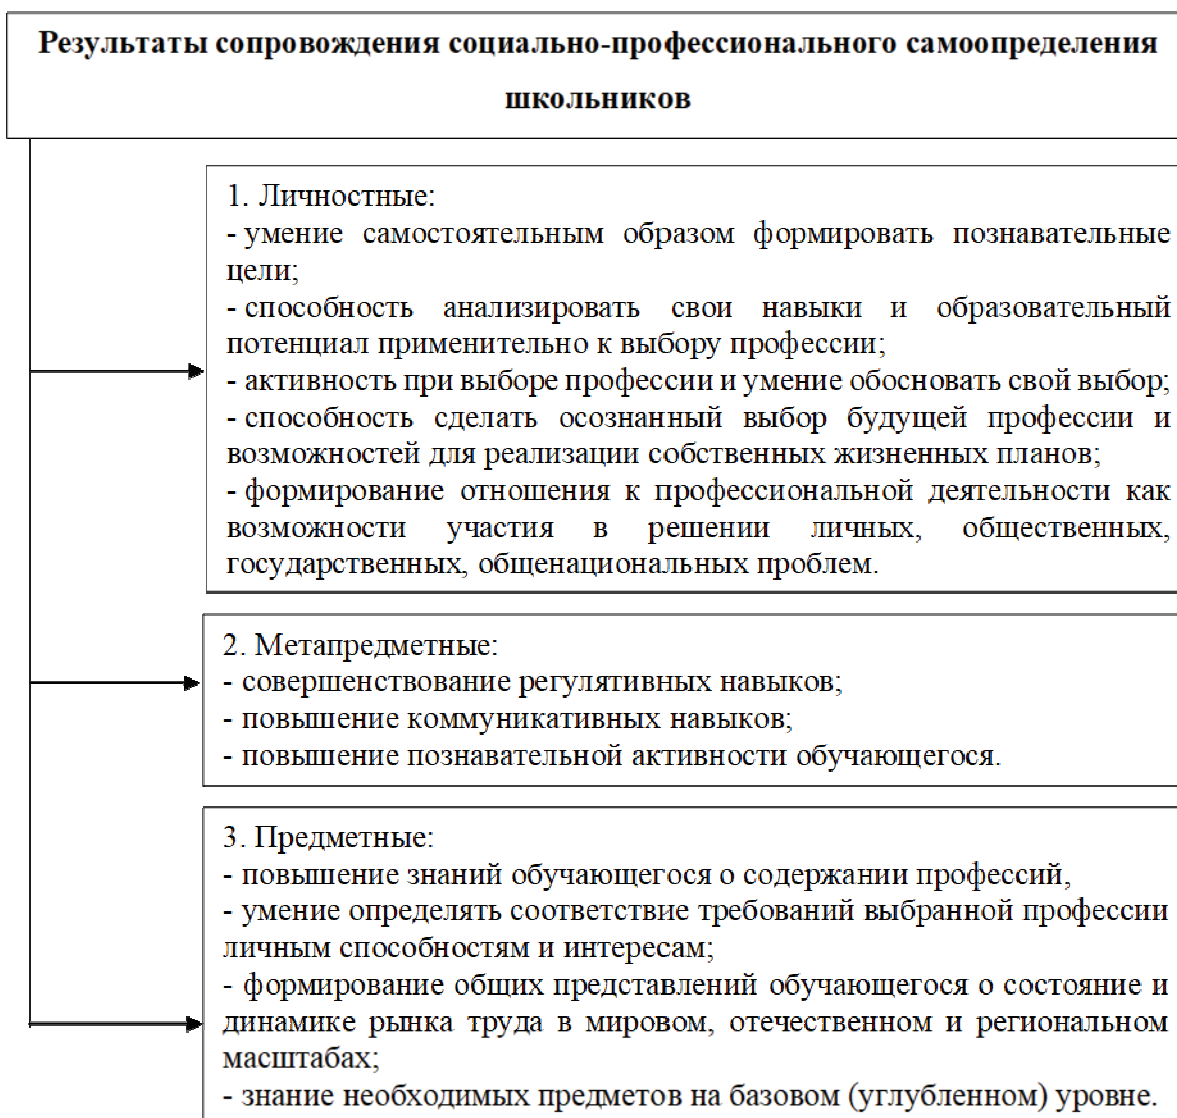 Результаты сопровождения социально-профессионального самоопределения
школьников
1. Личностные:
- умение самостоятельным образом формировать познавательные
цели;
- способность анализировать свои навыки и образовательный
потенциал применительно к выбору профессии;
- активность при выборе профессии и умение обосновать свой выбор;
- способность сделать осознанный выбор будущей профессии и
возможностей для реализации собственных жизненных планов;
- формирование отношения к профессиональной деятельности как
возможности участия в решении личных, общественных,
государственных, общенациональных проблем.
2. Метапредметные:
- совершенствование регулятивных навыков;
- повышение коммуникативных навыков;
- повышение познавательной активности обучающегося.
3. Предметные:
- повышение знаний обучающегося о содержании профессий,
- умение определять соответствие требований выбранной профессии
личным способностям и интересам;
- формирование общих представлений обучающегося о состояние и
динамике рынка труда в мировом, отечественном и региональном
масштабах;
- знание необходимых предметов на базовом (углубленном) уровне.